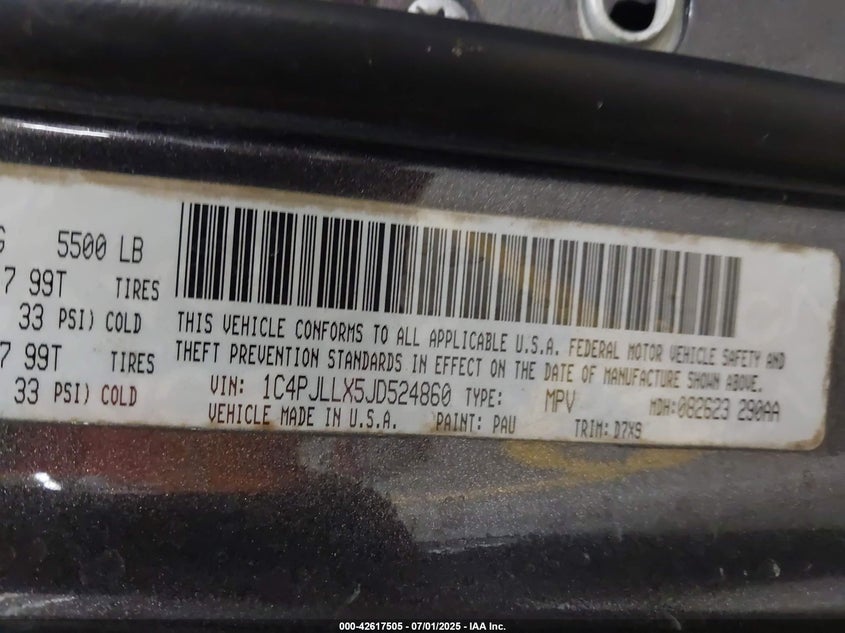 G 5500 LB
7 99T TIRES
33 PSI) COLD
7 99T TIRES
33 PSI) COLD
THIS VEHICLE CONFORMS TO ALL APPLICABLE U.S.A. FEDERAL MOTOR VEHICLE SAFETY AND
THEFT PREVENTION STANDARDS IN EFFECT ON THE DATE OF MANUFACTURE SHOWN ABOVE.
VIN: 1C4PJLLX5JD524860 TYPE: MPV MDH:082623 290AA
VEHICLE MADE IN U.S.A. PAINT: PAU TRIM: D7X9
000-42617505 - 07/01/2025 - IAA Inc.